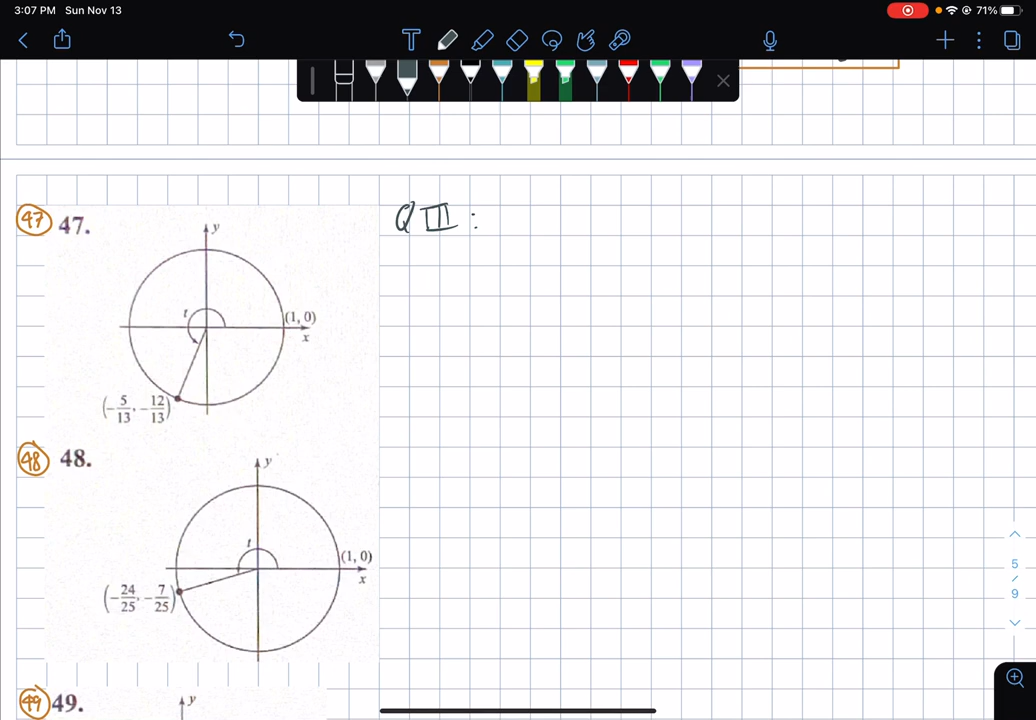 3:07 PM Sun Nov 13
71%
T
47 47.
Q III :
y
t
(1, 0)
x
(-5/13, -12/13)
48 48.
y
t
(1, 0)
x
(-24/25, -7/25)
5
/
9
49 49.
y